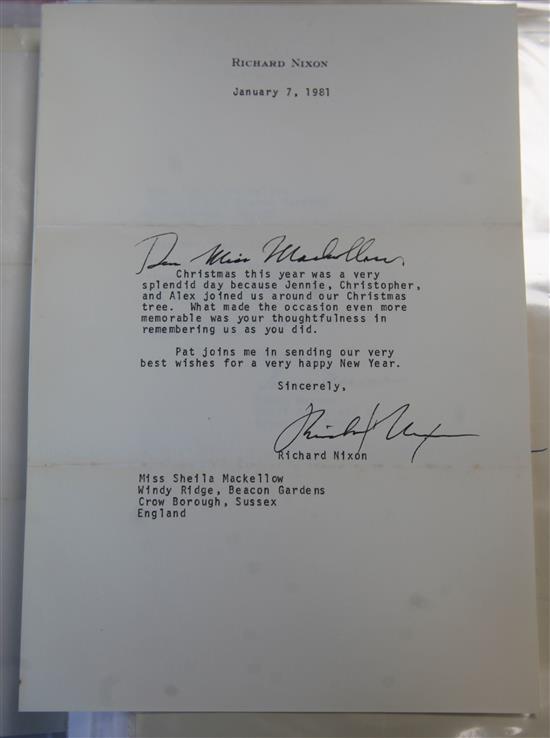 RICHARD NIXON
January 7, 1981
Dear Miss Mackellow,
Christmas this year was a very
splendid day because Jennie, Christopher,
and Alex joined us around our Christmas
tree. What made the occasion even more
memorable was your thoughtfulness in
remembering us as you did.
Pat joins me in sending our very
best wishes for a very happy New Year.
Sincerely,
Richard Nixon
Richard Nixon
Miss Sheila Mackellow
Windy Ridge, Beacon Gardens
Crow Borough, Sussex
England